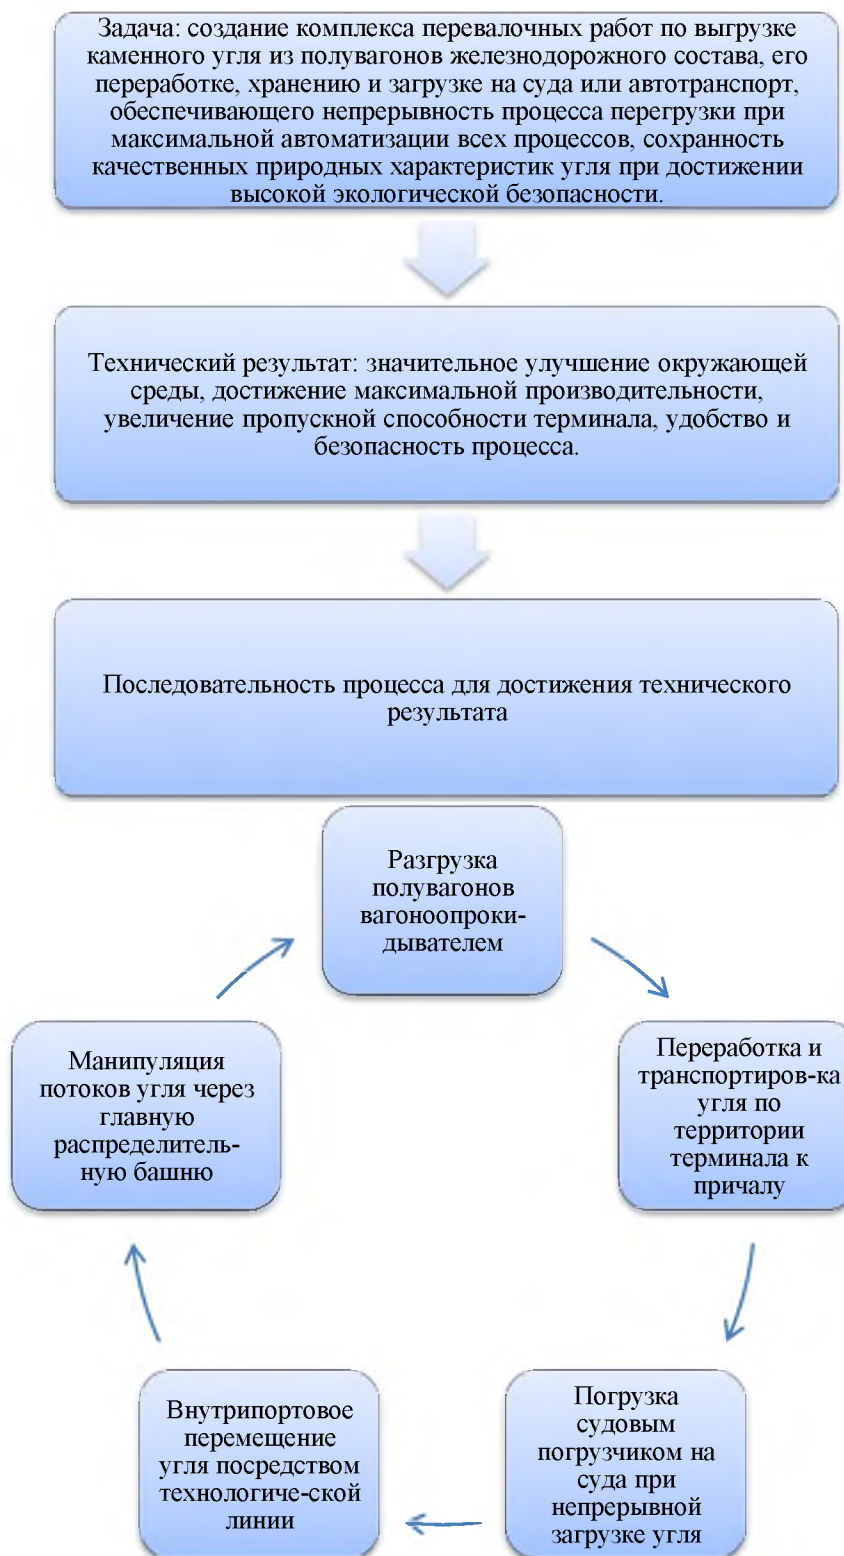 Задача: создание комплекса перевалочных работ по выгрузке
каменного угля из полувагонов железнодорожного состава, его
переработке, хранению и загрузке на суда или автотранспорт,
обеспечивающего непрерывность процесса перегрузки при
максимальной автоматизации всех процессов, сохранность
качественных природных характеристик угля при достижении
высокой экологической безопасности.
Технический результат: значительное улучшение окружающей
среды, достижение максимальной производительности,
увеличение пропускной способности терминала, удобство и
безопасность процесса.
Последовательность процесса для достижения технического
результата
Разгрузка
полувагонов
вагоноопроки-
дывателем
Переработка и
транспортиров-ка
угля по
территории
терминала к
причалу
Погрузка
судовым
погрузчиком на
суда при
непрерывной
загрузке угля
Внутрипортовое
перемещение
угля посредством
технологиче-ской
линии
Манипуляция
потоков угля через
главную
распределитель-
ную башню